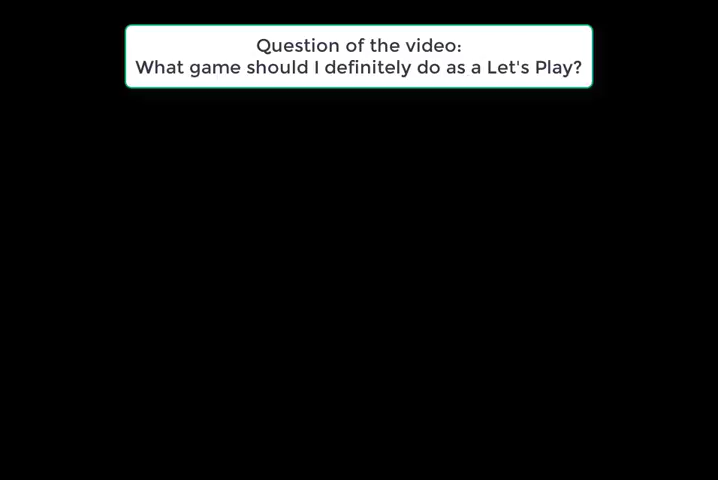 Question of the video:
What game should I definitely do as a Let's Play?